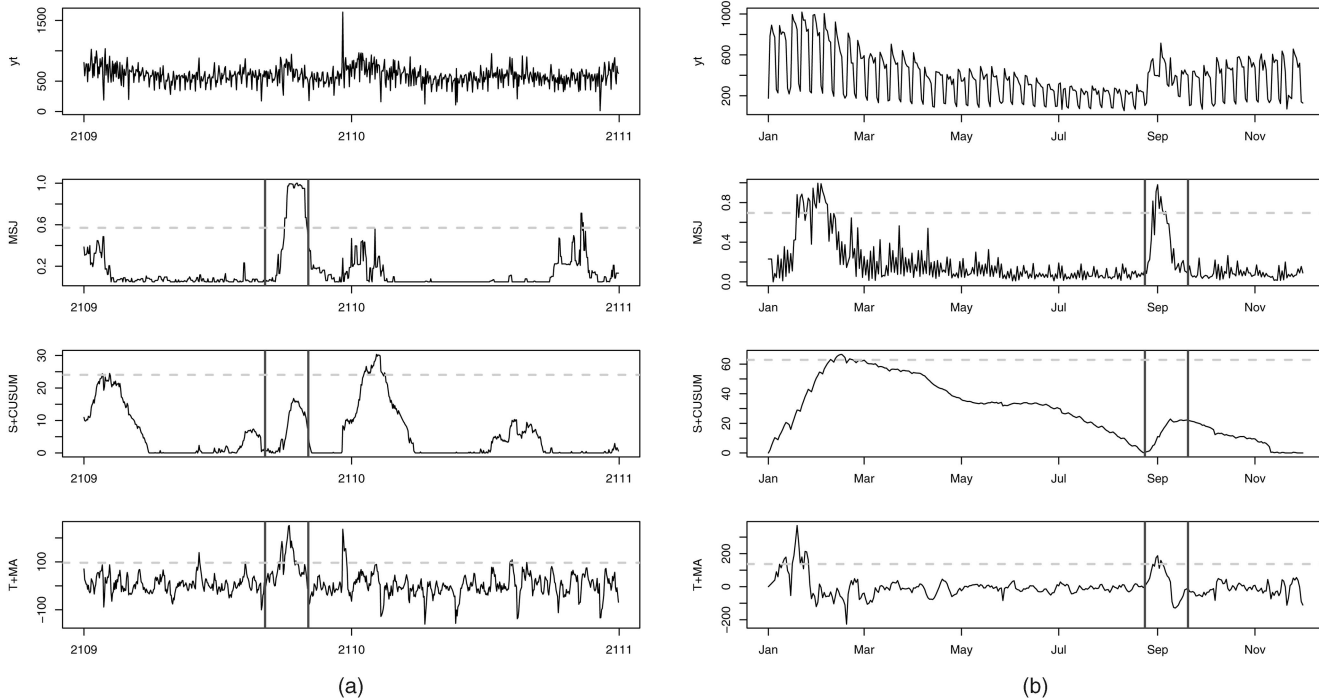 yt
0
500
1500
2109
2110
2111
MSJ
0.2
0.6
1.0
2109
2110
2111
S+CUSUM
0
10
20
30
2109
2110
2111
T+MA
−100
100
2109
2110
2111
(a)
yt
200
600
1000
Jan
Mar
May
Jul
Sep
Nov
MSJ
0.0
0.4
0.8
Jan
Mar
May
Jul
Sep
Nov
S+CUSUM
0
20
40
60
Jan
Mar
May
Jul
Sep
Nov
T+MA
−200
0
200
Jan
Mar
May
Jul
Sep
Nov
(b)